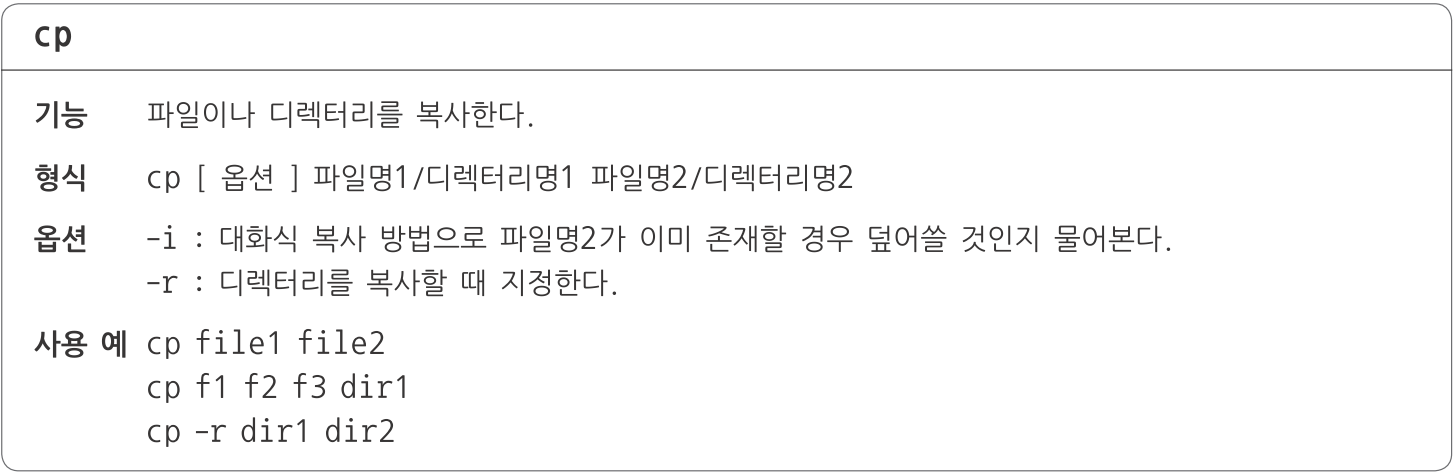 cp
기능 파일이나 디렉터리를 복사한다.
형식 cp [ 옵션 ] 파일명1/디렉터리명1 파일명2/디렉터리명2
옵션 -i : 대화식 복사 방법으로 파일명2가 이미 존재할 경우 덮어쓸 것인지 물어본다.
-r : 디렉터리를 복사할 때 지정한다.
사용 예 cp file1 file2
cp f1 f2 f3 dir1
cp -r dir1 dir2